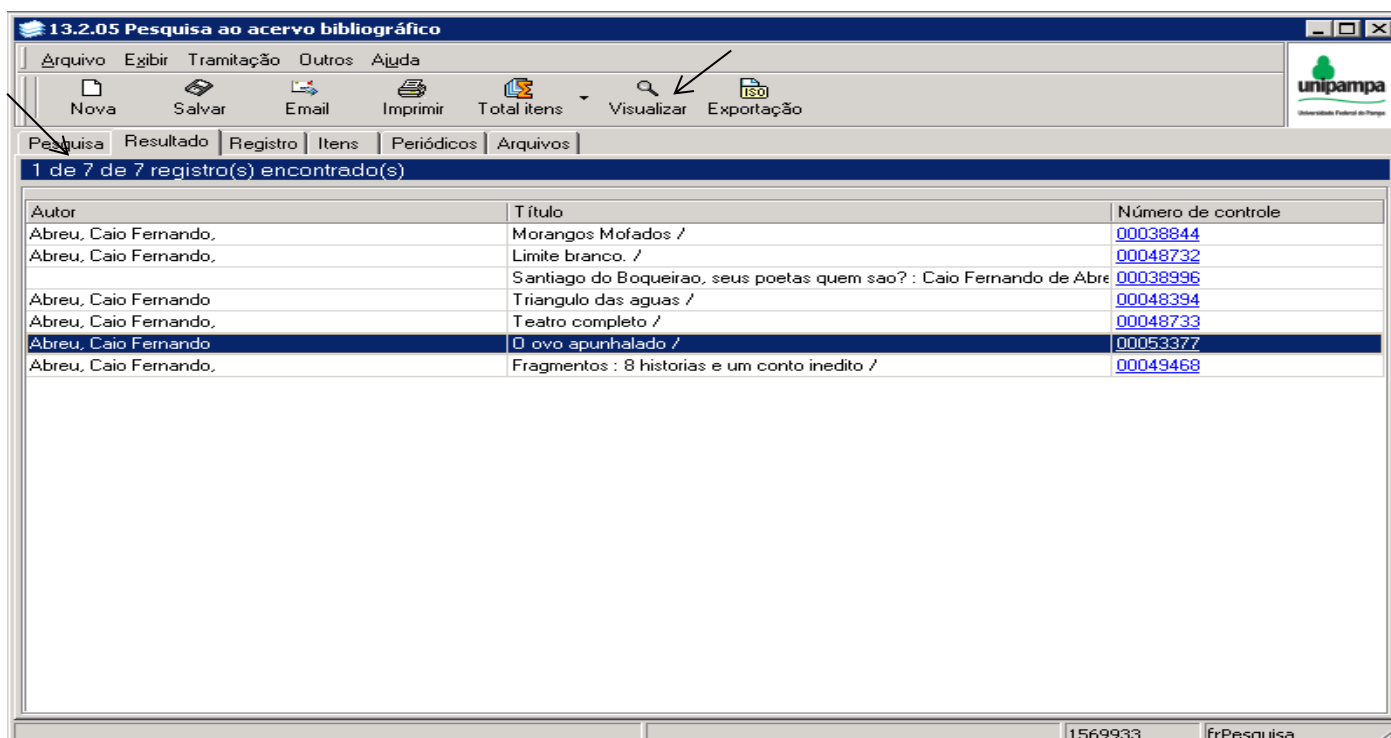 13.2.05 Pesquisa ao acervo bibliográfico
Arquivo Exibir Tramitação Outros Ajuda
Nova Salvar Email Imprimir Total itens Visualizar Exportação
ISO
unipampa
Universidade Federal do Pampa
Pesquisa Resultado Registro Itens Periódicos Arquivos
1 de 7 de 7 registro(s) encontrado(s)
Autor Título Número de controle
Abreu, Caio Fernando, Morangos Mofados / 00038844
Abreu, Caio Fernando, Limite branco. / 00048732
Santiago do Boqueirao, seus poetas quem sao? : Caio Fernando de Abre 00038996
Abreu, Caio Fernando Triangulo das aguas / 00048394
Abreu, Caio Fernando, Teatro completo / 00048733
Abreu, Caio Fernando O ovo apunhalado / 00053377
Abreu, Caio Fernando, Fragmentos : 8 historias e um conto inedito / 00049468
1569933 frPesquisa